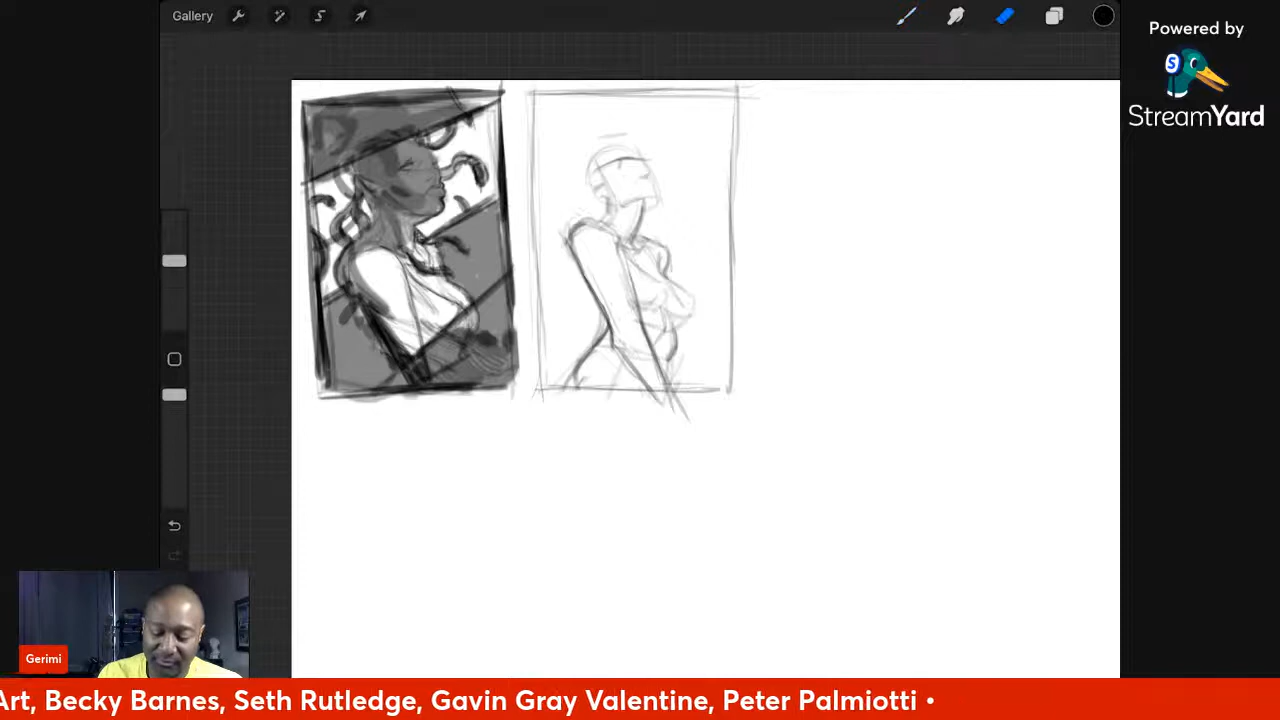 Gallery
Powered by
StreamYard
Gerimi
Art, Becky Barnes, Seth Rutledge, Gavin Gray Valentine, Peter Palmiotti •